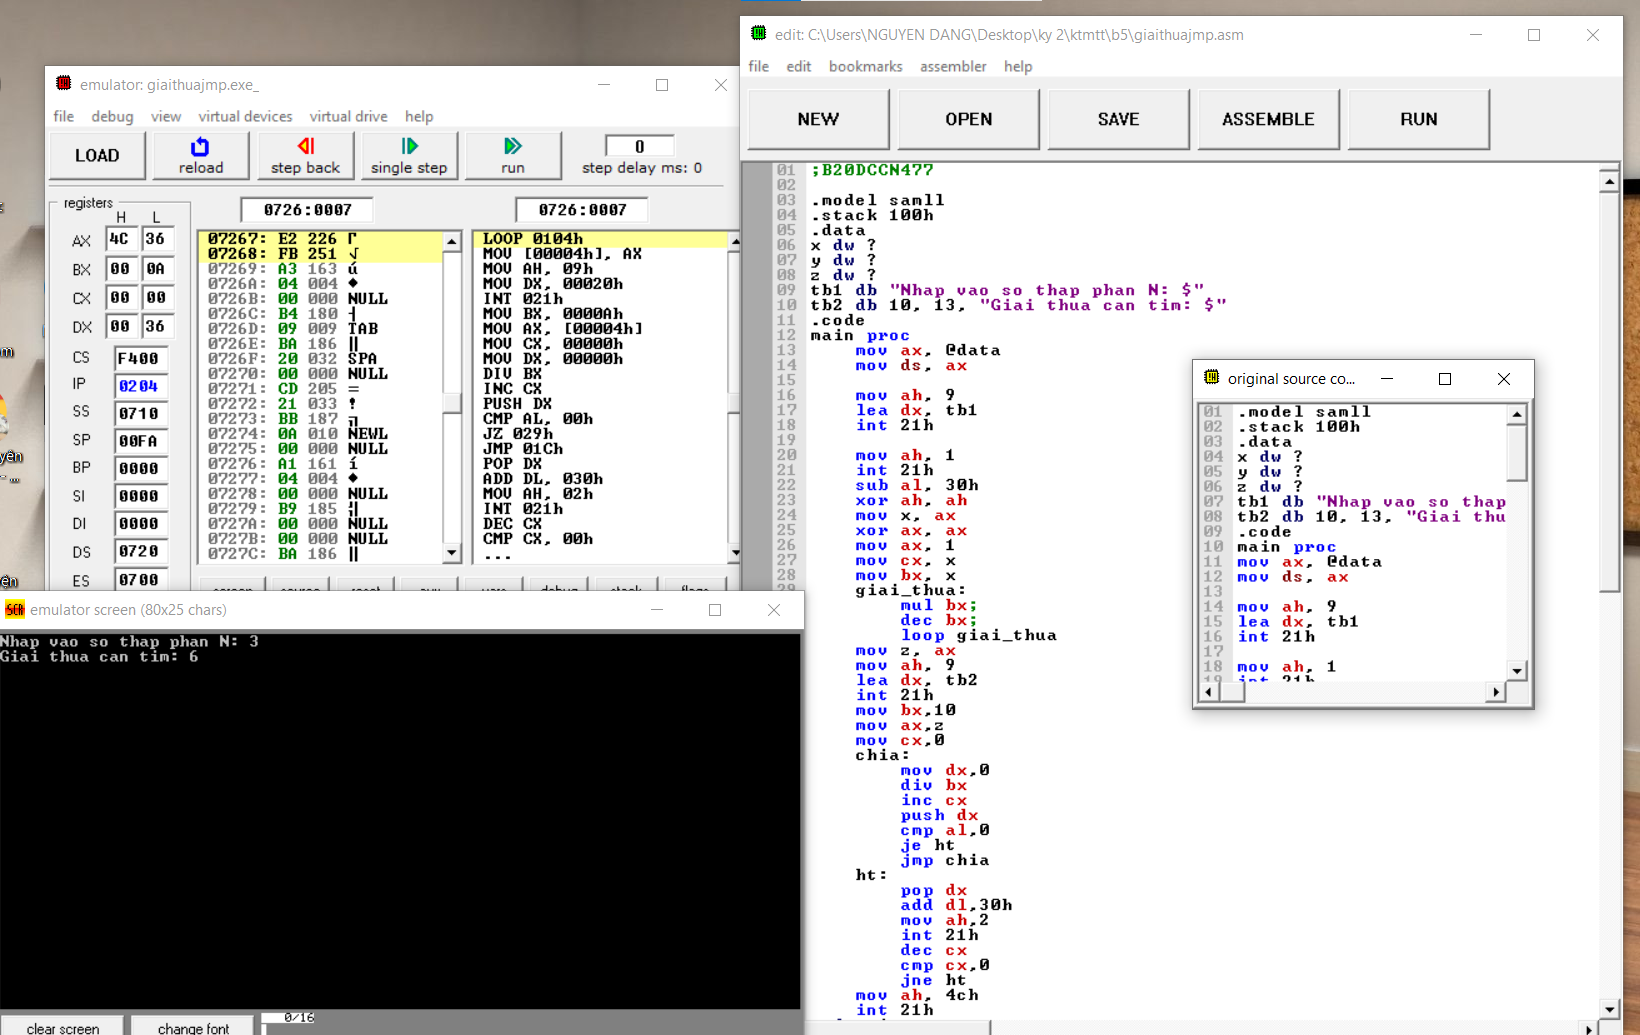 edit: C:\Users\NGUYEN DANG\Desktop\ky 2\ktmtt\b5\giaithuajmp.asm
file edit bookmarks assembler help
NEW OPEN SAVE ASSEMBLE RUN
01 ;B20DCCN477
02
03 .model samll
04 .stack 100h
05 .data
06 x dw ?
07 y dw ?
08 z dw ?
09 tb1 db "Nhap vao so thap phan N: $"
10 tb2 db 10, 13, "Giai thua can tim: $"
11 .code
12 main proc
13 mov ax, @data
14 mov ds, ax
15
16 mov ah, 9
17 lea dx, tb1
18 int 21h
19
20 mov ah, 1
21 int 21h
22 sub al, 30h
23 xor ah, ah
24 mov x, ax
25 xor ax, ax
26 mov ax, 1
27 mov cx, x
28 mov bx, x
giai_thua:
mul bx;
dec bx;
loop giai_thua
mov z, ax
mov ah, 9
lea dx, tb2
int 21h
mov bx,10
mov ax,z
mov cx,0
chia:
mov dx,0
div bx
inc cx
push dx
cmp al,0
je ht
jmp chia
ht:
pop dx
add dl,30h
mov ah,2
int 21h
dec cx
cmp cx,0
jne ht
mov ah, 4ch
int 21h
emulator: giaithuajmp.exe_
file debug view virtual devices virtual drive help
LOAD reload step back single step run 0
step delay ms: 0
registers
H L
AX 4C 36
BX 00 0A
CX 00 00
DX 00 36
CS F400
IP 0204
SS 0710
SP 00FA
BP 0000
SI 0000
DI 0000
DS 0720
ES 0700
0726:0007 0726:0007
07267: E2 226 Γ
07268: FB 251 √
07269: A3 163 ú
0726A: 04 004 ♦
0726B: 00 000 NULL
0726C: B4 180 ┤
0726D: 09 009 TAB
0726E: BA 186 ║
0726F: 20 032 SPA
07270: 00 000 NULL
07271: CD 205 =
07272: 21 033 !
07273: BB 187 ╗
07274: 0A 010 NEWL
07275: 00 000 NULL
07276: A1 161 í
07277: 04 004 ♦
07278: 00 000 NULL
07279: B9 185 ╣
0727A: 00 000 NULL
0727B: 00 000 NULL
0727C: BA 186 ║
LOOP 0104h
MOV [00004h], AX
MOV AH, 09h
MOV DX, 00020h
INT 021h
MOV BX, 0000Ah
MOV AX, [00004h]
MOV CX, 00000h
MOV DX, 00000h
DIV BX
INC CX
PUSH DX
CMP AL, 00h
JZ 029h
JMP 01Ch
POP DX
ADD DL, 030h
MOV AH, 02h
INT 021h
DEC CX
CMP CX, 00h
...
original source co...
01 .model samll
02 .stack 100h
03 .data
04 x dw ?
05 y dw ?
06 z dw ?
07 tb1 db "Nhap vao so thap
08 tb2 db 10, 13, "Giai thu
09 .code
10 main proc
11 mov ax, @data
12 mov ds, ax
13
14 mov ah, 9
15 lea dx, tb1
16 int 21h
17
18 mov ah, 1
19 int 21h
emulator screen (80x25 chars)
Nhap vao so thap phan N: 3
Giai thua can tim: 6
clear screen change font 0/16